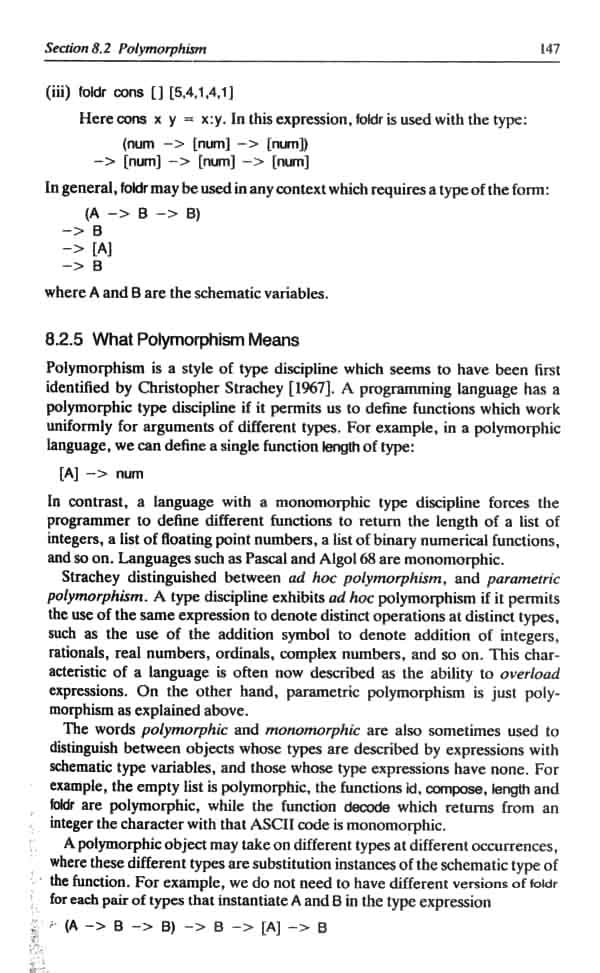 Section 8.2 Polymorphism 147
(iii) foldr cons [] [5,4,1,4,1]
Here cons x y = x:y. In this expression, foldr is used with the type:
(num -> [num] -> [num])
-> [num] -> [num] -> [num]
In general, foldr may be used in any context which requires a type of the form:
(A -> B -> B)
-> B
-> [A]
-> B
where A and B are the schematic variables.
8.2.5 What Polymorphism Means
Polymorphism is a style of type discipline which seems to have been first
identified by Christopher Strachey [1967]. A programming language has a
polymorphic type discipline if it permits us to define functions which work
uniformly for arguments of different types. For example, in a polymorphic
language, we can define a single function length of type:
[A] -> num
In contrast, a language with a monomorphic type discipline forces the
programmer to define different functions to return the length of a list of
integers, a list of floating point numbers, a list of binary numerical functions,
and so on. Languages such as Pascal and Algol 68 are monomorphic.
Strachey distinguished between ad hoc polymorphism, and parametric
polymorphism. A type discipline exhibits ad hoc polymorphism if it permits
the use of the same expression to denote distinct operations at distinct types,
such as the use of the addition symbol to denote addition of integers,
rationals, real numbers, ordinals, complex numbers, and so on. This char-
acteristic of a language is often now described as the ability to overload
expressions. On the other hand, parametric polymorphism is just poly-
morphism as explained above.
The words polymorphic and monomorphic are also sometimes used to
distinguish between objects whose types are described by expressions with
schematic type variables, and those whose type expressions have none. For
example, the empty list is polymorphic, the functions id, compose, length and
foldr are polymorphic, while the function decode which returns from an
integer the character with that ASCII code is monomorphic.
A polymorphic object may take on different types at different occurrences,
where these different types are substitution instances of the schematic type of
the function. For example, we do not need to have different versions of foldr
for each pair of types that instantiate A and B in the type expression
(A -> B -> B) -> B -> [A] -> B